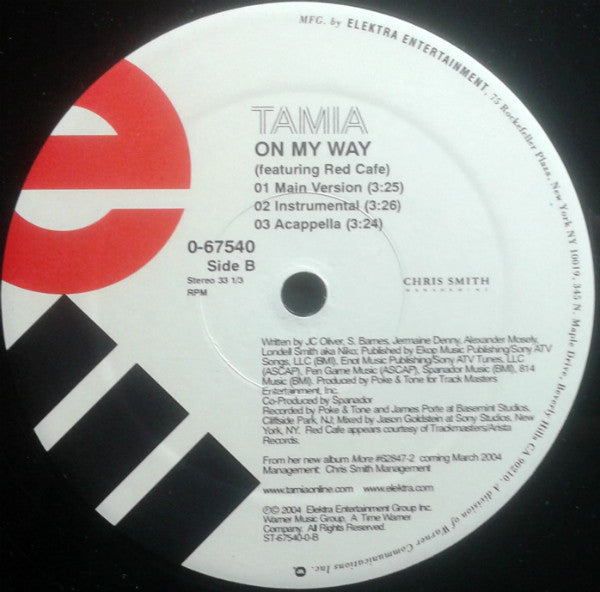 MFG. by ELEKTRA ENTERTAINMENT, 75 Rockefeller Plaza, New York NY 10019, 345 N. Maple Drive, Beverly Hills CA 90210. A division of Warner Communications Inc.
TAMIA
ON MY WAY
(featuring Red Cafe)
01 Main Version (3:25)
02 Instrumental (3:26)
03 Acappella (3:24)
0-67540
Side B
Stereo 33 1/3
RPM
CHRIS SMITH
MANAGEMENT
Written by JC Oliver, S. Barnes, Jermaine Denny, Alexander Mosely,
Londell Smith aka Niko; Published by Ekop Music Publishing/Sony ATV
Songs, LLC (BMI), Enot Music Publishing/Sony ATV Tunes, LLC
(ASCAP), Pen Game Music (ASCAP), Spanador Music (BMI), 814
Music (BMI). Produced by Poke & Tone for Track Masters
Entertainment, Inc.
Co-Produced by Spanador
Recorded by Poke & Tone and James Porte at Basemint Studios,
Cliffside Park, NJ; Mixed by Jason Goldstein at Sony Studios, New
York, NY. Red Cafe appears courtesy of Trackmasters/Arista
Records.
From her new album More #62847-2 coming March 2004
Management: Chris Smith Management
www.tamiaonline.com www.elektra.com
℗© 2004 Elektra Entertainment Group Inc.
Warner Music Group, A Time Warner
Company. All Rights Reserved.
ST-67540-0-B